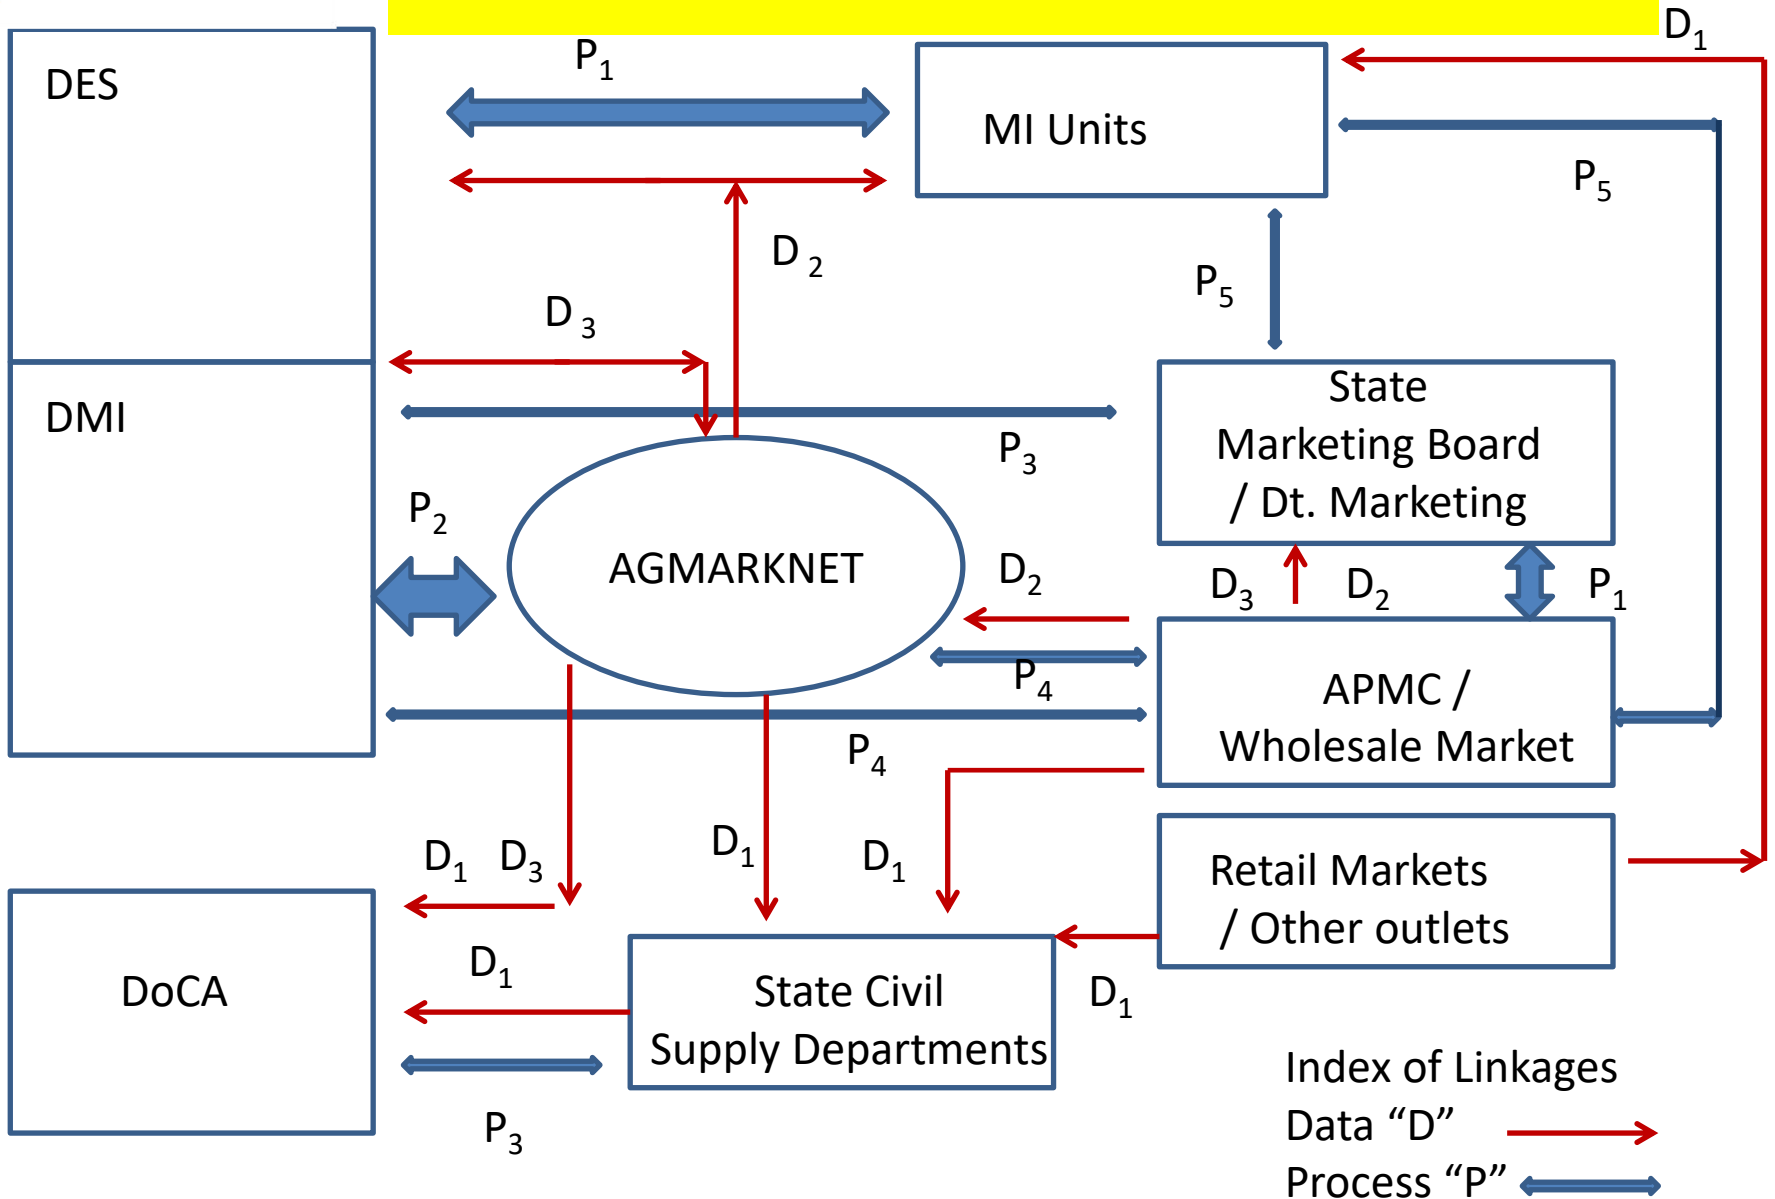 D1
P1
DES
MI Units
P5
D 2
P5
D 3
State
Marketing Board
/ Dt. Marketing
DMI
P3
P2
AGMARKNET
D2
D3
D2
P1
P4
APMC /
Wholesale Market
P4
D1
D3
D1
D1
Retail Markets
/ Other outlets
D1
DoCA
State Civil
Supply Departments
D1
P3
Index of Linkages
Data “D”
Process “P”